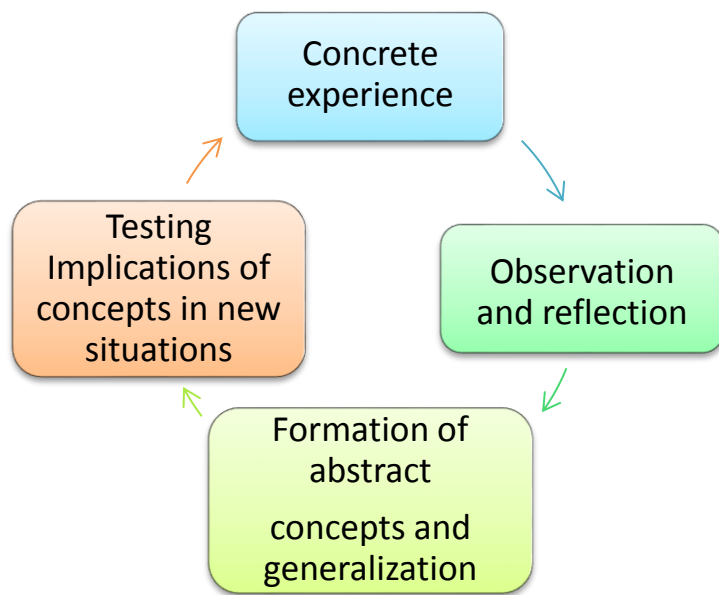 Concrete
experience
Observation
and reflection
Formation of
abstract
concepts and
generalization
Testing
Implications of
concepts in new
situations